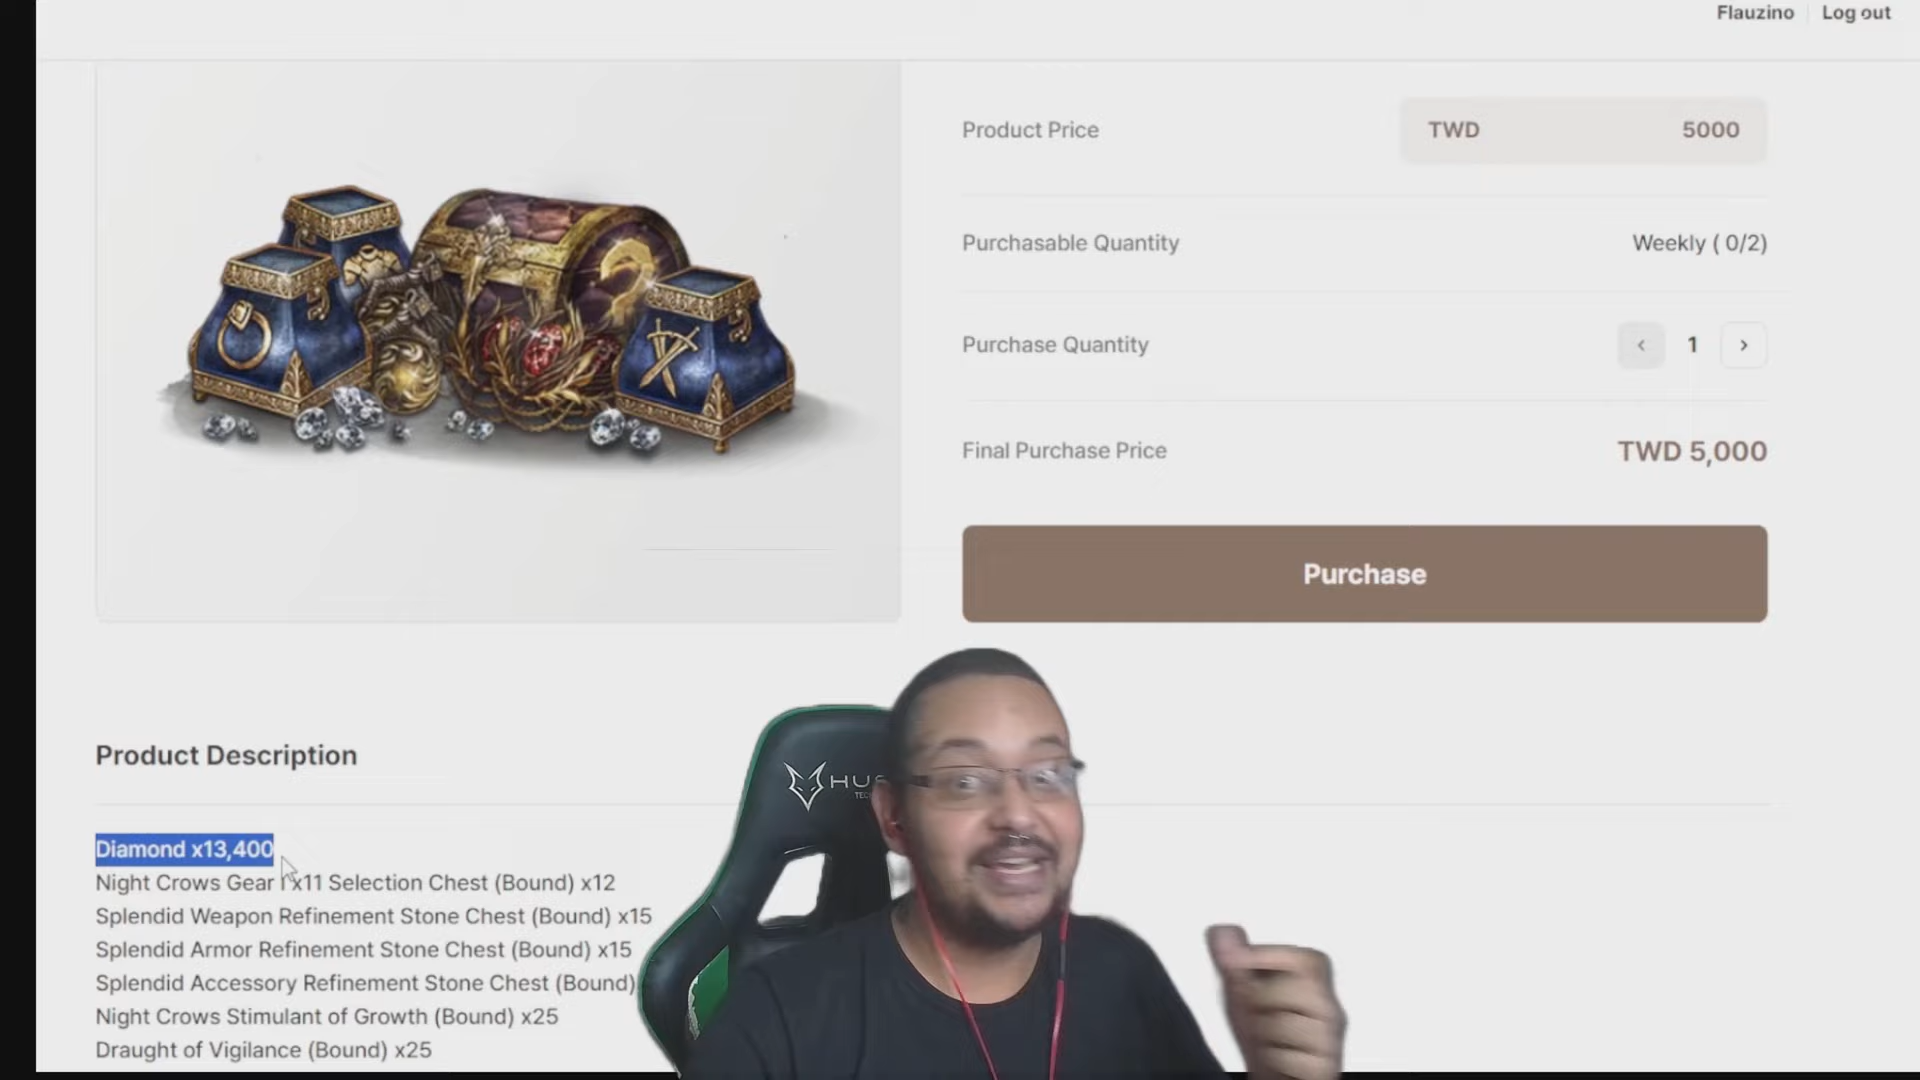 Flauzino
Log out
Product Price
TWD 5000
Purchasable Quantity
Weekly ( 0/2)
Purchase Quantity
1
Final Purchase Price
TWD 5,000
Purchase
Product Description
Diamond x13,400
Night Crows Gear I x11 Selection Chest (Bound) x12
Splendid Weapon Refinement Stone Chest (Bound) x15
Splendid Armor Refinement Stone Chest (Bound) x15
Splendid Accessory Refinement Stone Chest (Bound)
Night Crows Stimulant of Growth (Bound) x25
Draught of Vigilance (Bound) x25